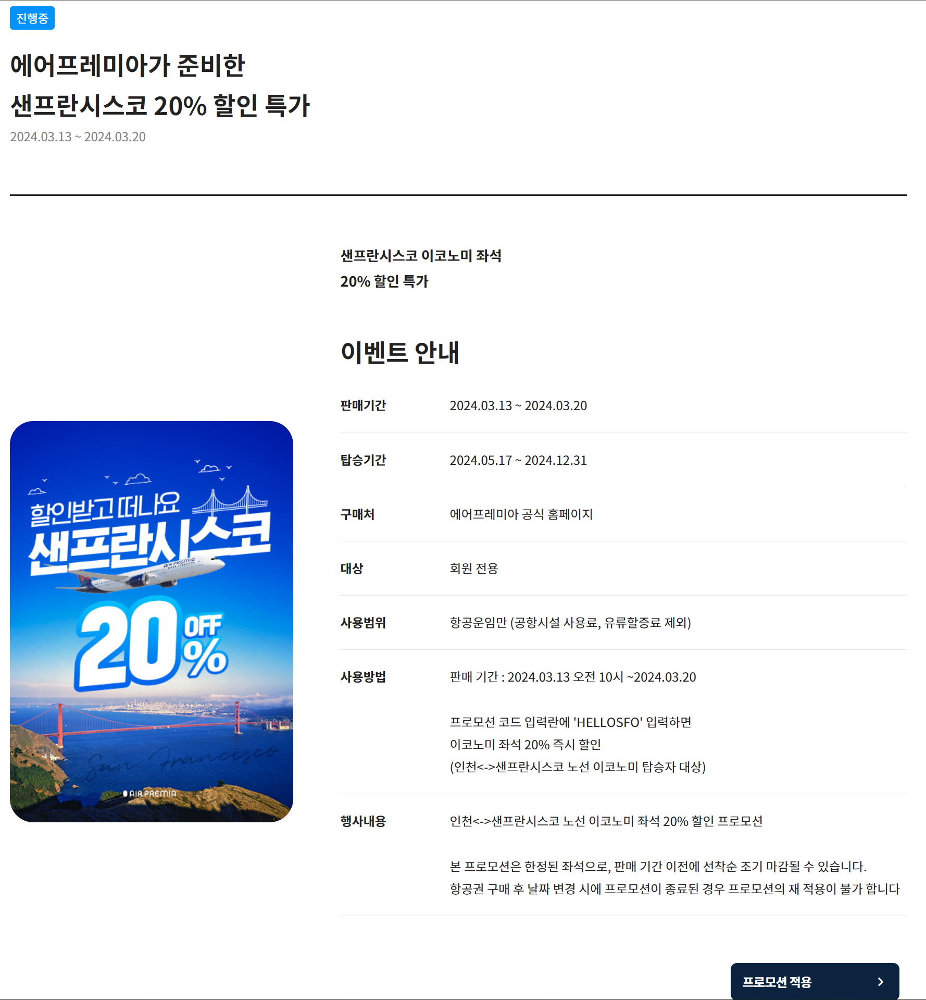 진행중
에어프레미아가 준비한
샌프란시스코 20% 할인 특가
2024.03.13 ~ 2024.03.20
샌프란시스코 이코노미 좌석
20% 할인 특가
이벤트 안내
판매기간 2024.03.13 ~ 2024.03.20
탑승기간 2024.05.17 ~ 2024.12.31
구매처 에어프레미아 공식 홈페이지
대상 회원 전용
사용범위 항공운임만 (공항시설 사용료, 유류할증료 제외)
사용방법 판매 기간 : 2024.03.13 오전 10시 ~2024.03.20
프로모션 코드 입력란에 'HELLOSFO' 입력하면
이코노미 좌석 20% 즉시 할인
(인천<->샌프란시스코 노선 이코노미 탑승자 대상)
행사내용 인천<->샌프란시스코 노선 이코노미 좌석 20% 할인 프로모션
본 프로모션은 한정된 좌석으로, 판매 기간 이전에 선착순 조기 마감될 수 있습니다.
항공권 구매 후 날짜 변경 시에 프로모션이 종료된 경우 프로모션의 재 적용이 불가 합니다
할인받고 떠나요
샌프란시스코
AIR PREMIA
20% OFF
San Francisco
AIR PREMIA
프로모션 적용